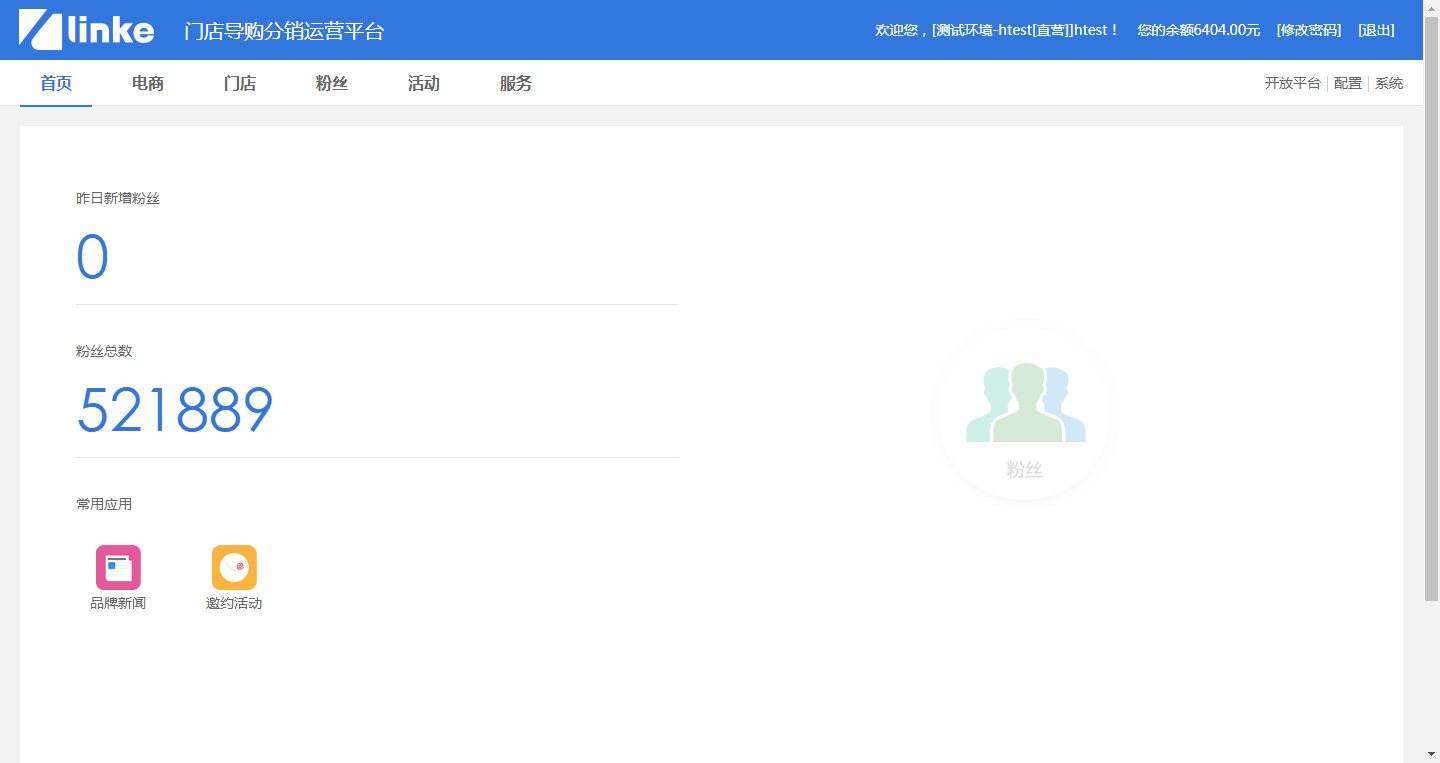 linke 门店导购分销运营平台 欢迎您，[测试环境-htest[直营]]htest！ 您的余额6404.00元 [修改密码] [退出]
首页 电商 门店 粉丝 活动 服务 开放平台 配置 系统
昨日新增粉丝
0
粉丝总数
521889
粉丝
常用应用
品牌新闻 邀约活动